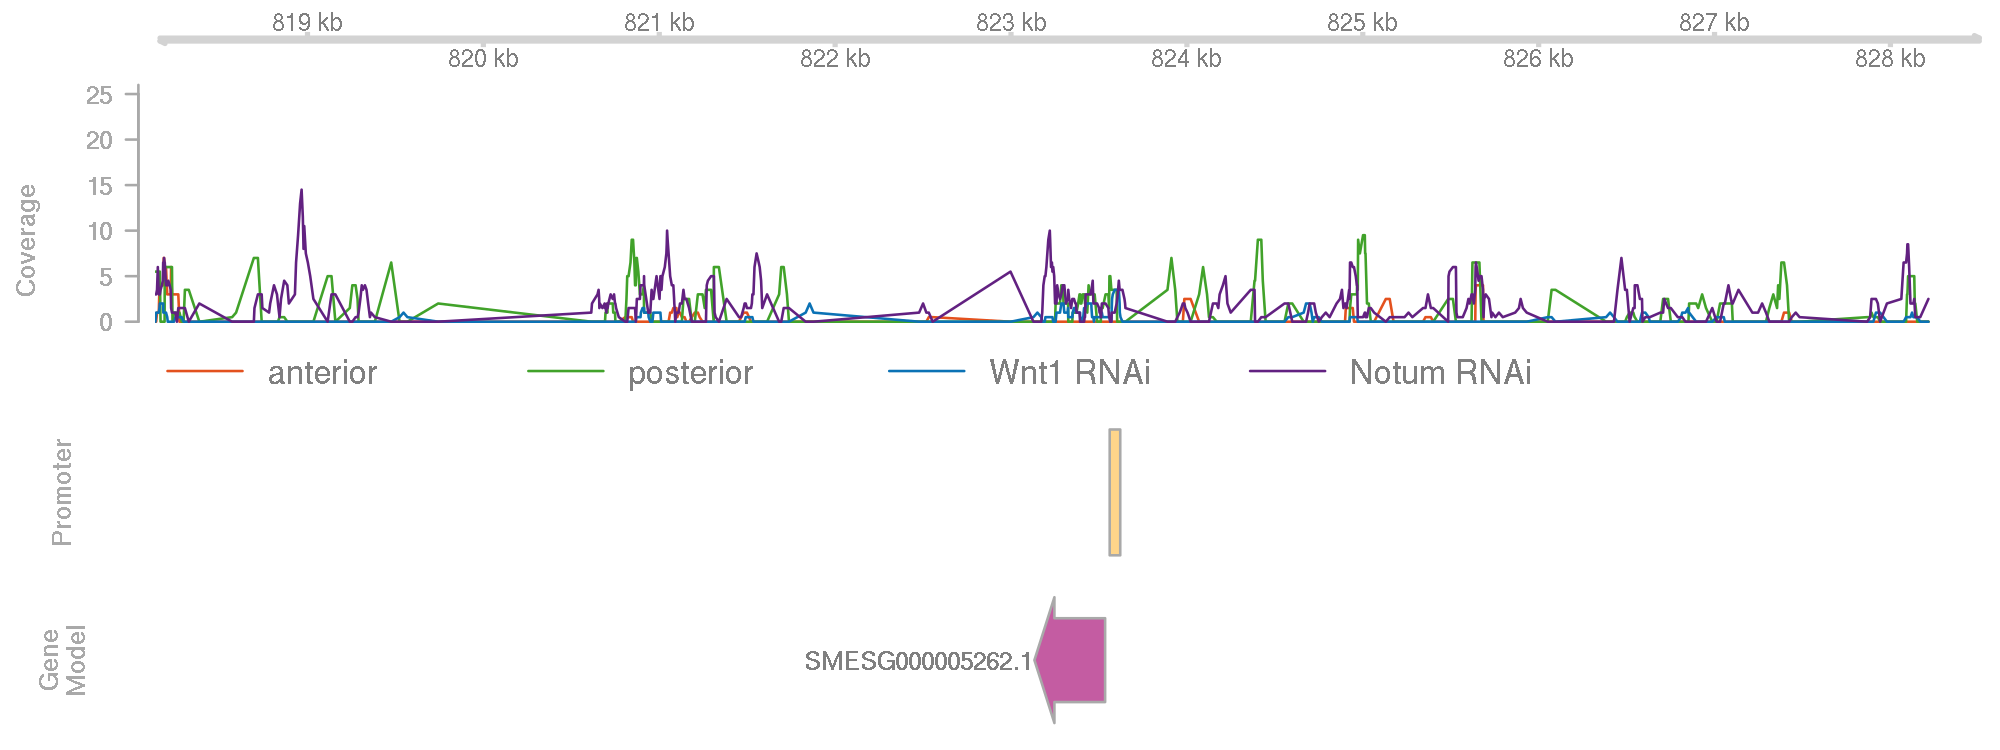 819 kb 821 kb 823 kb 825 kb 827 kb
820 kb 822 kb 824 kb 826 kb 828 kb
Coverage
25
20
15
10
5
0
anterior posterior Wnt1 RNAi Notum RNAi
Promoter
Gene
Model
SMESG000005262.1